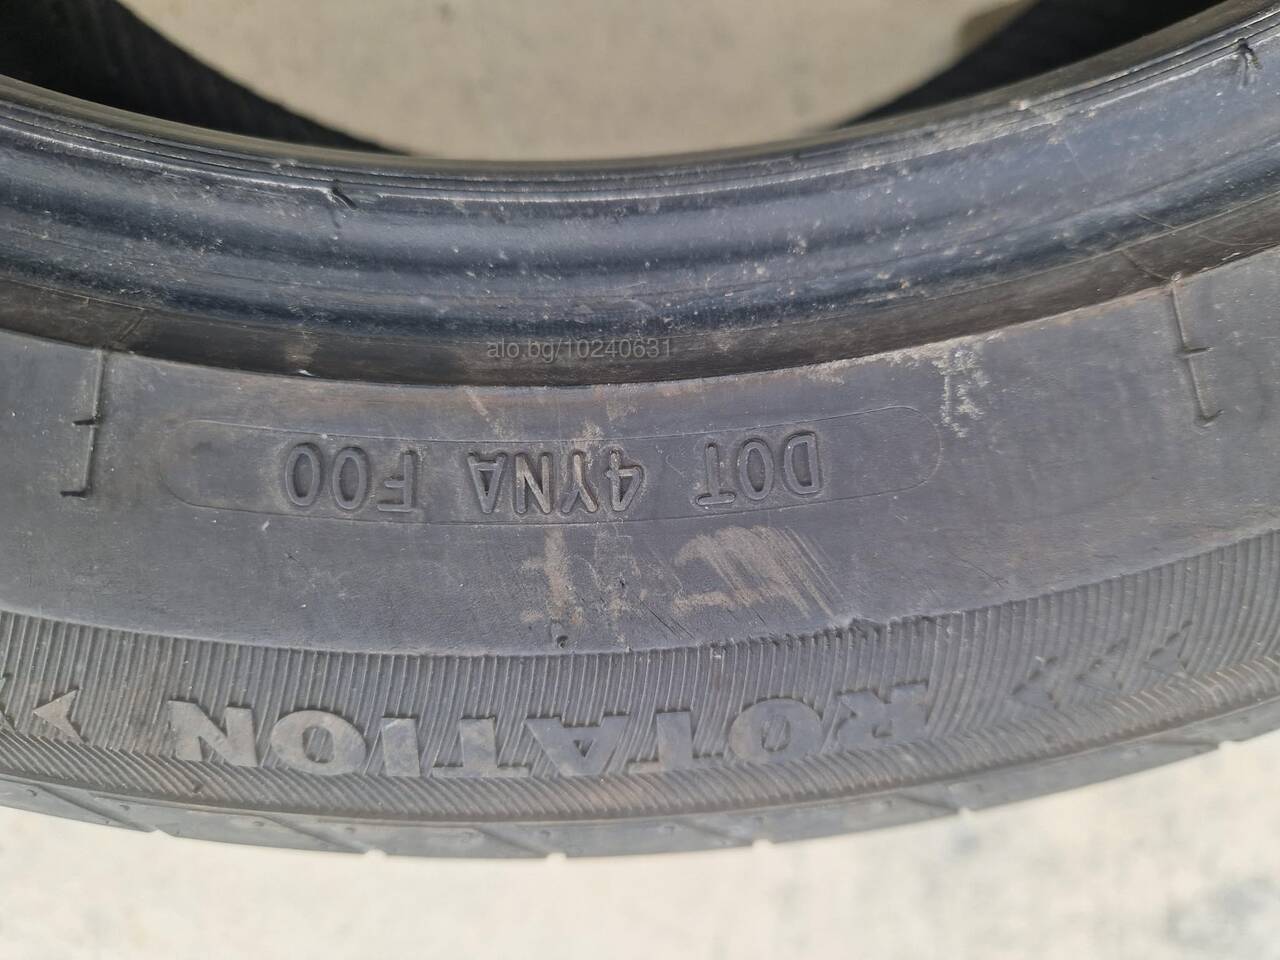 alo.bg/10240631
DOT 4YNA F00
ROTATION